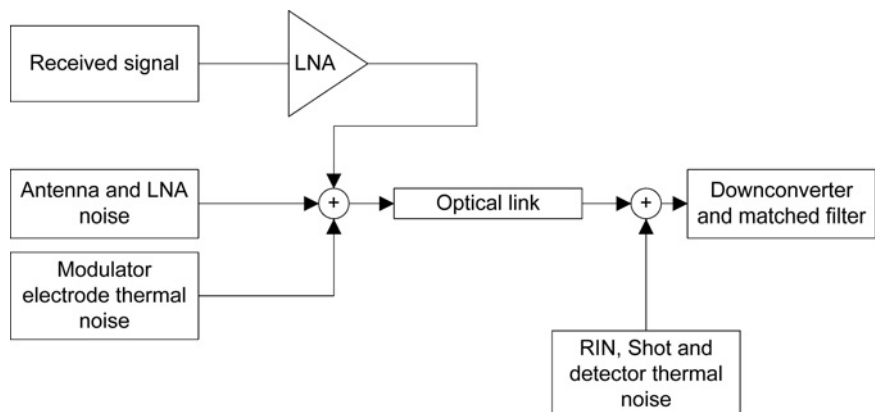 Received signal
LNA
Antenna and LNA
noise
+
Optical link
+
Downconverter
and matched filter
Modulator
electrode thermal
noise
RIN, Shot and
detector thermal
noise